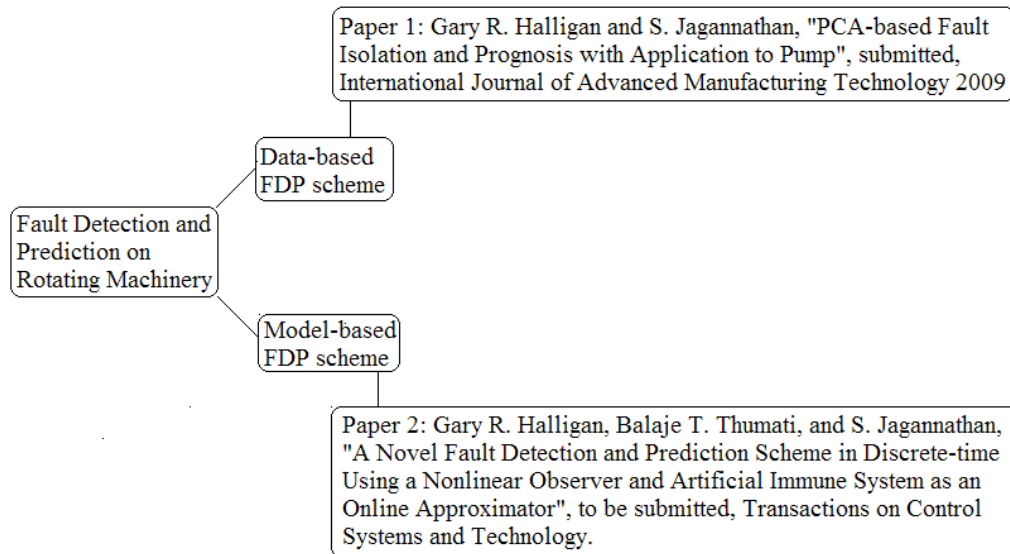 Paper 1: Gary R. Halligan and S. Jagannathan, "PCA-based Fault
Isolation and Prognosis with Application to Pump", submitted,
International Journal of Advanced Manufacturing Technology 2009
Data-based
FDP scheme
Fault Detection and
Prediction on
Rotating Machinery
Model-based
FDP scheme
Paper 2: Gary R. Halligan, Balaje T. Thumati, and S. Jagannathan,
"A Novel Fault Detection and Prediction Scheme in Discrete-time
Using a Nonlinear Observer and Artificial Immune System as an
Online Approximator", to be submitted, Transactions on Control
Systems and Technology.